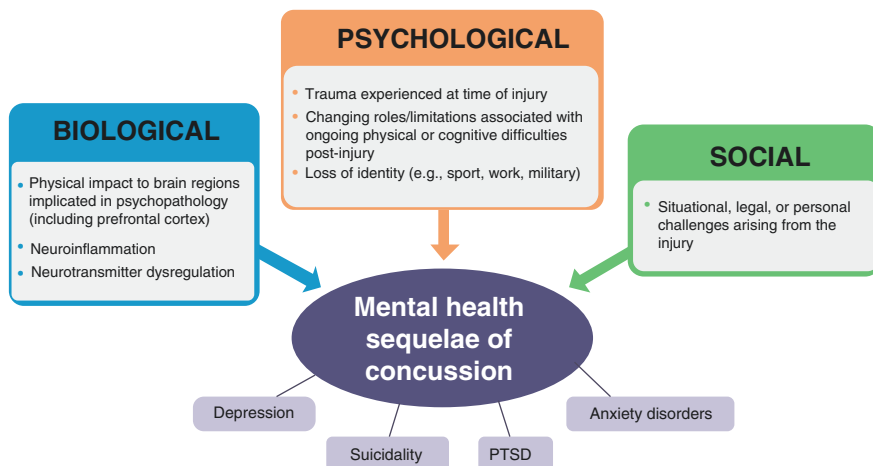 PSYCHOLOGICAL
• Trauma experienced at time of injury
• Changing roles/limitations associated with
ongoing physical or cognitive difficulties
post-injury
• Loss of identity (e.g., sport, work, military)
BIOLOGICAL
• Physical impact to brain regions
implicated in psychopathology
(including prefrontal cortex)
• Neuroinflammation
• Neurotransmitter dysregulation
SOCIAL
• Situational, legal, or personal
challenges arising from the
injury
Mental health
sequelae of
concussion
Depression
Suicidality
PTSD
Anxiety disorders